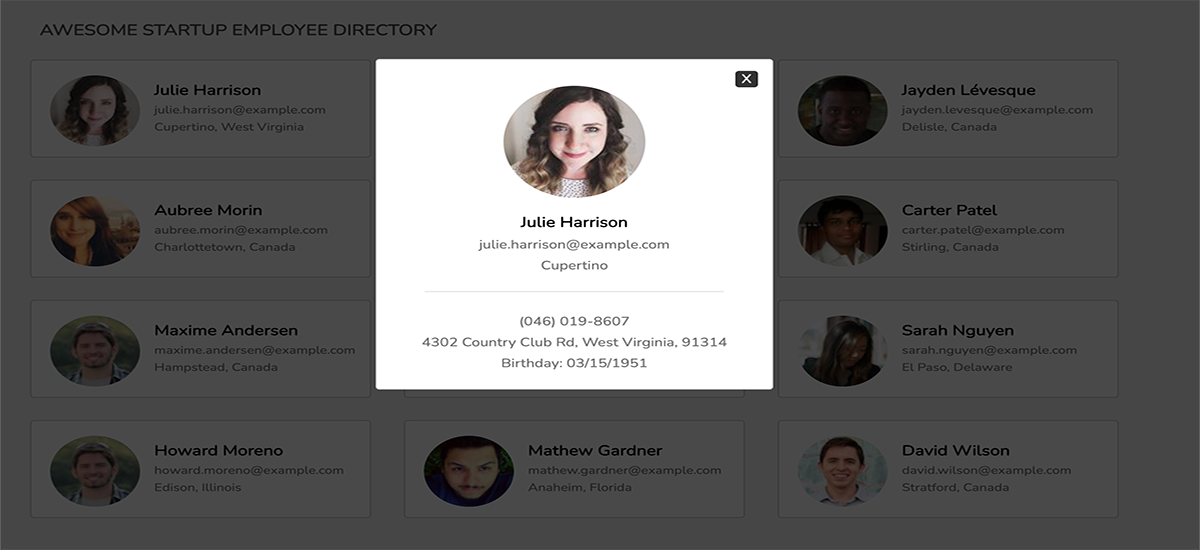 AWESOME STARTUP EMPLOYEE DIRECTORY
Julie Harrison
julie.harrison@example.com
Cupertino, West Virginia
X
Julie Harrison
julie.harrison@example.com
Cupertino
(046) 019-8607
4302 Country Club Rd, West Virginia, 91314
Birthday: 03/15/1951
Jayden Lévesque
jayden.levesque@example.com
Delisle, Canada
Aubree Morin
aubree.morin@example.com
Charlottetown, Canada
Carter Patel
carter.patel@example.com
Stirling, Canada
Maxime Andersen
maxime.andersen@example.com
Hampstead, Canada
Sarah Nguyen
sarah.nguyen@example.com
El Paso, Delaware
Howard Moreno
howard.moreno@example.com
Edison, Illinois
Mathew Gardner
mathew.gardner@example.com
Anaheim, Florida
David Wilson
david.wilson@example.com
Stratford, Canada